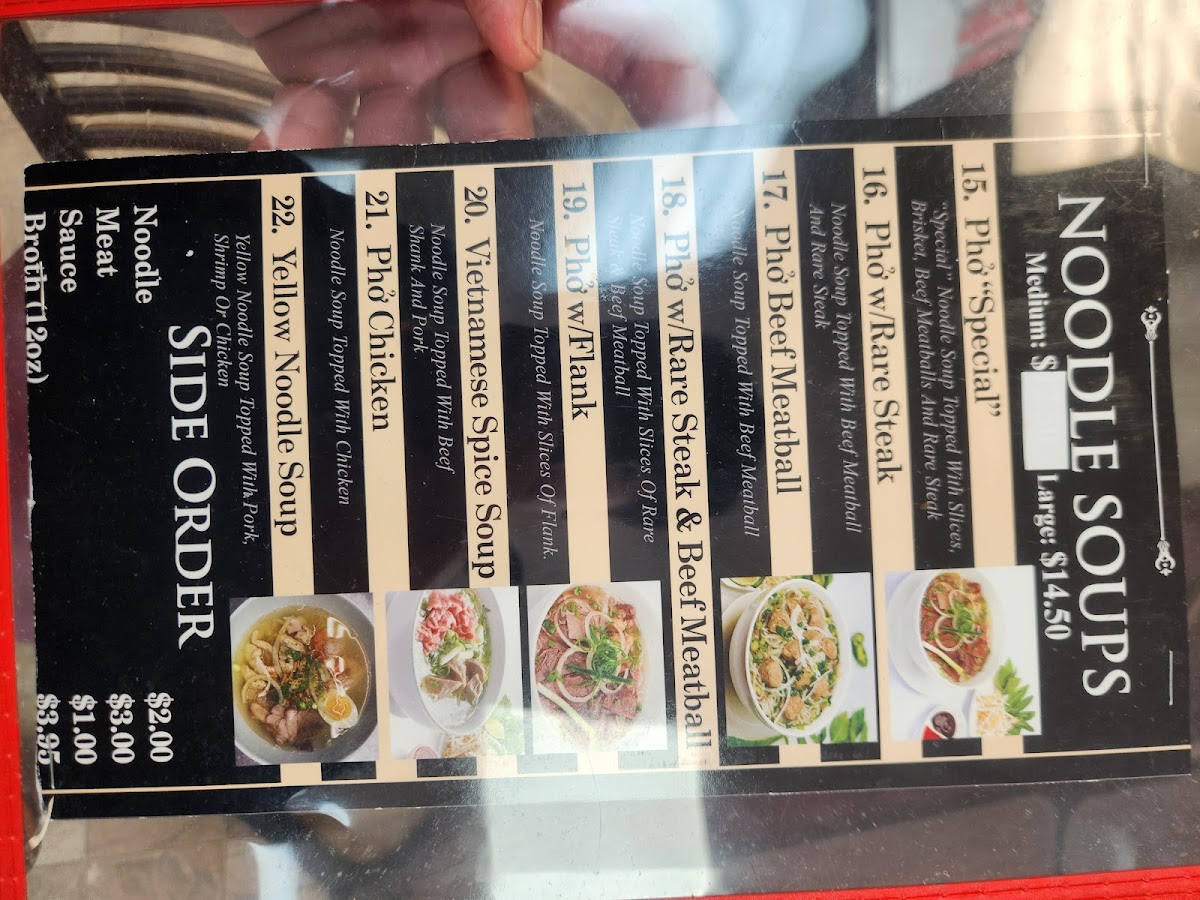 NOODLE SOUPS
Medium: $ Large: $14.50
15. Phở "Special"
"Special" Noodle Soup Topped With Slices,
Brisket, Beef Meatballs And Rare Steak
16. Phở w/Rare Steak
Noodle Soup Topped With Beef Meatball
And Rare Steak
17. Phở Beef Meatball
Noodle Soup Topped With Beef Meatball
18. Phở w/Rare Steak & Beef Meatball
Noodle Soup Topped With Slices Of Rare
Steak & Beef Meatball
19. Phở w/Flank
Noodle Soup Topped With Slices Of Flank.
20. Vietnamese Spice Soup
Noodle Soup Topped With Beef
Shank And Pork
21. Phở Chicken
Noodle Soup Topped With Chicken
22. Yellow Noodle Soup
Yellow Noodle Soup Topped With Pork,
Shrimp Or Chicken
SIDE ORDER
Noodle $2.00
Meat $3.00
Sauce $1.00
Broth (12oz) $3.95